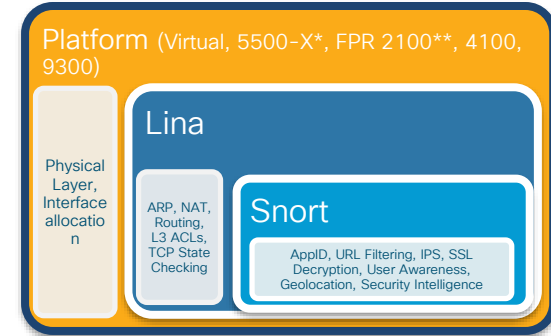 Platform (Virtual, 5500-X*, FPR 2100**, 4100,
9300)
Physical
Layer,
Interface
allocatio
n
Lina
ARP, NAT,
Routing,
L3 ACLs,
TCP State
Checking
Snort
AppID, URL Filtering, IPS, SSL
Decryption, User Awareness,
Geolocation, Security Intelligence